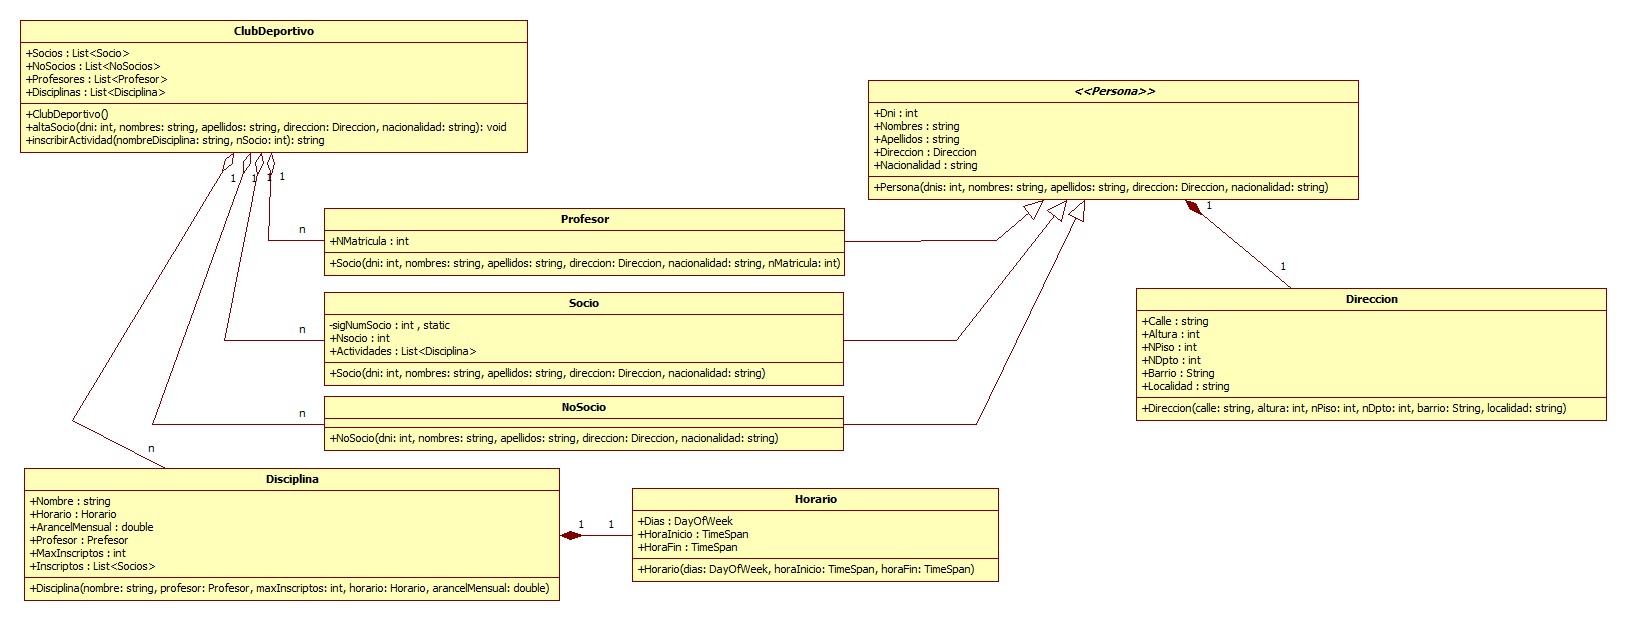 ClubDeportivo
+Socios : List<Socio>
+NoSocios : List<NoSocios>
+Profesores : List<Profesor>
+Disciplinas : List<Disciplina>
+ClubDeportivo()
+altaSocio(dni: int, nombres: string, apellidos: string, direccion: Direccion, nacionalidad: string): void
+inscribirActividad(nombreDisciplina: string, nSocio: int): string
1
1
1
1
<<Persona>>
+Dni : int
+Nombres : string
+Apellidos : string
+Direccion : Direccion
+Nacionalidad : string
+Persona(dnis: int, nombres: string, apellidos: string, direccion: Direccion, nacionalidad: string)
1
1
n
Profesor
+NMatricula : int
+Socio(dni: int, nombres: string, apellidos: string, direccion: Direccion, nacionalidad: string, nMatricula: int)
n
Socio
-sigNumSocio : int , static
+Nsocio : int
+Actividades : List<Disciplina>
+Socio(dni: int, nombres: string, apellidos: string, direccion: Direccion, nacionalidad: string)
n
NoSocio
+NoSocio(dni: int, nombres: string, apellidos: string, direccion: Direccion, nacionalidad: string)
Direccion
+Calle : string
+Altura : int
+NPiso : int
+NDpto : int
+Barrio : String
+Localidad : string
+Direccion(calle: string, altura: int, nPiso: int, nDpto: int, barrio: String, localidad: string)
n
Disciplina
+Nombre : string
+Horario : Horario
+ArancelMensual : double
+Profesor : Prefesor
+MaxInscriptos : int
+Inscriptos : List<Socios>
+Disciplina(nombre: string, profesor: Profesor, maxInscriptos: int, horario: Horario, arancelMensual: double)
1 1
Horario
+Dias : DayOfWeek
+HoraInicio : TimeSpan
+HoraFin : TimeSpan
+Horario(dias: DayOfWeek, horaInicio: TimeSpan, horaFin: TimeSpan)